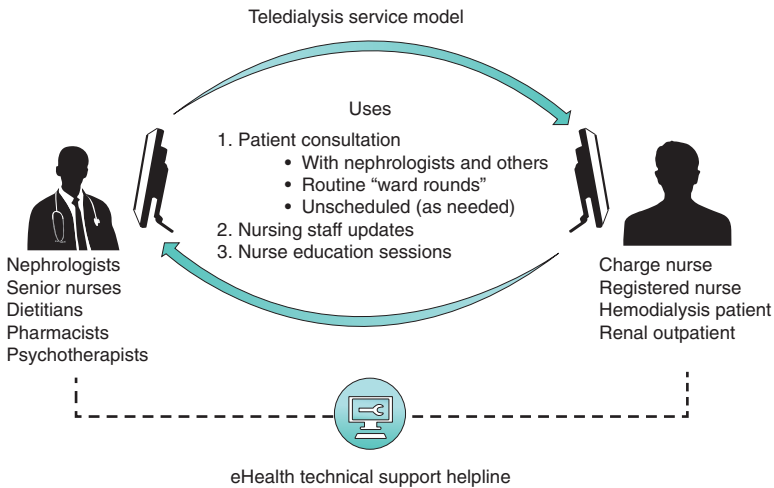 Teledialysis service model
Uses
1. Patient consultation
• With nephrologists and others
• Routine “ward rounds”
• Unscheduled (as needed)
2. Nursing staff updates
3. Nurse education sessions
Nephrologists
Senior nurses
Dietitians
Pharmacists
Psychotherapists
Charge nurse
Registered nurse
Hemodialysis patient
Renal outpatient
eHealth technical support helpline